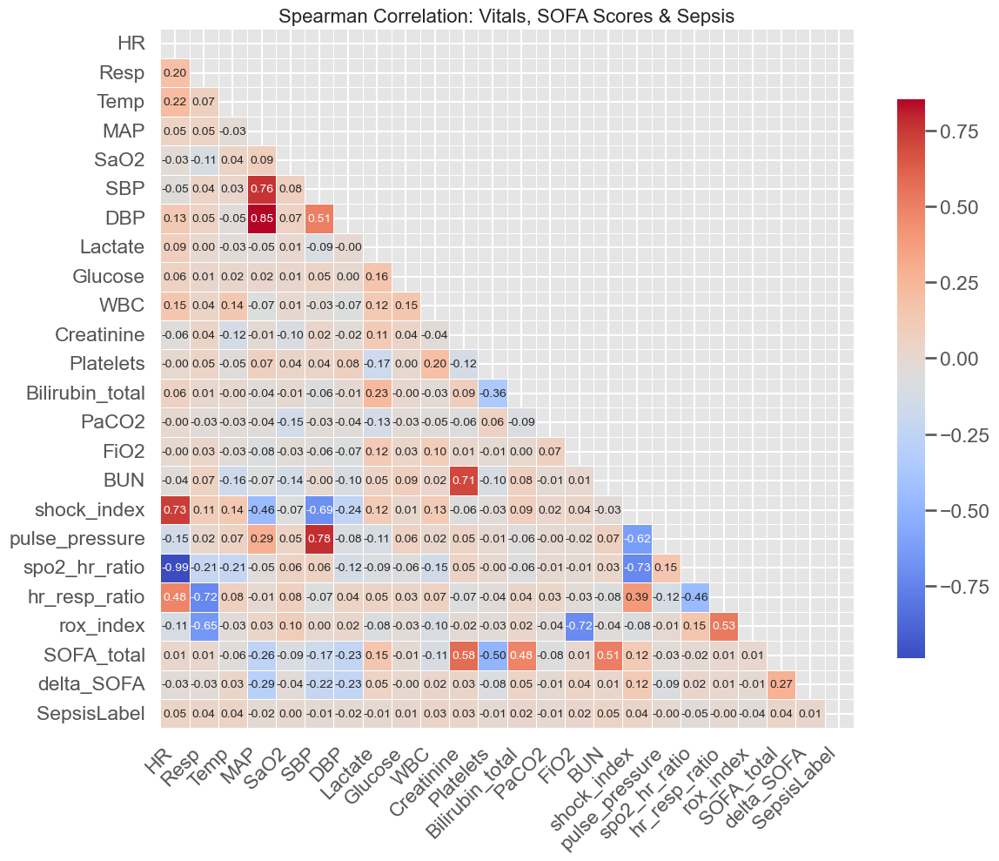 Spearman Correlation: Vitals, SOFA Scores & Sepsis
HR
Resp 0.20
Temp 0.22 0.07
MAP 0.05 0.05 -0.03
SaO2 -0.03 -0.11 0.04 0.09
SBP -0.05 0.04 0.03 0.76 0.08
DBP 0.13 0.05 -0.05 0.85 0.07 0.51
Lactate 0.09 0.00 -0.03 -0.05 0.01 -0.09 -0.00
Glucose 0.06 0.01 0.02 0.02 0.01 0.05 0.00 0.16
WBC 0.15 0.04 0.14 -0.07 0.01 -0.03 -0.07 0.12 0.15
Creatinine -0.06 0.04 -0.12 -0.01 -0.10 0.02 -0.02 0.11 0.04 -0.04
Platelets -0.00 0.05 -0.05 0.07 0.04 0.04 0.08 -0.17 0.00 0.20 -0.12
Bilirubin_total 0.06 0.01 -0.00 -0.04 -0.01 -0.06 -0.01 0.23 -0.00 -0.03 0.09 -0.36
PaCO2 -0.00 -0.03 -0.03 -0.04 -0.15 -0.03 -0.04 -0.13 -0.03 -0.05 -0.06 0.06 -0.09
FiO2 -0.00 0.03 -0.03 -0.08 -0.03 -0.06 -0.07 0.12 0.03 0.10 0.01 -0.01 0.00 0.07
BUN -0.04 0.07 -0.16 -0.07 -0.14 -0.00 -0.10 0.05 0.09 0.02 0.71 -0.10 0.08 -0.01 0.01
shock_index 0.73 0.11 0.14 -0.46 -0.07 -0.69 -0.24 0.12 0.01 0.13 -0.06 -0.03 0.09 0.02 0.04 -0.03
pulse_pressure -0.15 0.02 0.07 0.29 0.05 0.78 -0.08 -0.11 0.06 0.02 0.05 -0.01 -0.06 -0.00 -0.02 0.07 -0.62
spo2_hr_ratio -0.99 -0.21 -0.21 -0.05 0.06 0.06 -0.12 -0.09 -0.06 -0.15 0.05 -0.00 -0.06 -0.01 -0.01 0.03 -0.73 0.15
hr_resp_ratio 0.48 -0.72 0.08 -0.01 0.08 -0.07 0.04 0.05 0.03 0.07 -0.07 -0.04 0.04 0.03 -0.03 -0.08 0.39 -0.12 -0.46
rox_index -0.11 -0.65 -0.03 0.03 0.10 0.00 0.02 -0.08 -0.03 -0.10 -0.02 -0.03 0.02 -0.04 -0.72 -0.04 -0.08 -0.01 0.15 0.53
SOFA_total 0.01 0.01 -0.06 -0.26 -0.09 -0.17 -0.23 0.15 -0.01 -0.11 0.58 -0.50 0.48 -0.08 0.01 0.51 0.12 -0.03 -0.02 0.01 0.01
delta_SOFA -0.03 -0.03 0.03 -0.29 -0.04 -0.22 -0.23 0.05 -0.00 0.02 0.03 -0.08 0.05 -0.01 0.04 0.01 0.12 -0.09 0.02 0.01 -0.01 0.27
SepsisLabel 0.05 0.04 0.04 -0.02 0.00 -0.01 -0.02 -0.01 0.01 0.03 0.03 -0.01 0.02 -0.01 0.02 0.05 0.04 -0.00 -0.05 -0.00 -0.04 0.04 0.01
HR Resp Temp MAP SaO2 SBP DBP Lactate Glucose WBC Creatinine Platelets Bilirubin_total PaCO2 FiO2 BUN shock_index pulse_pressure spo2_hr_ratio hr_resp_ratio rox_index SOFA_total delta_SOFA SepsisLabel
0.75
0.50
0.25
0.00
−0.25
−0.50
−0.75